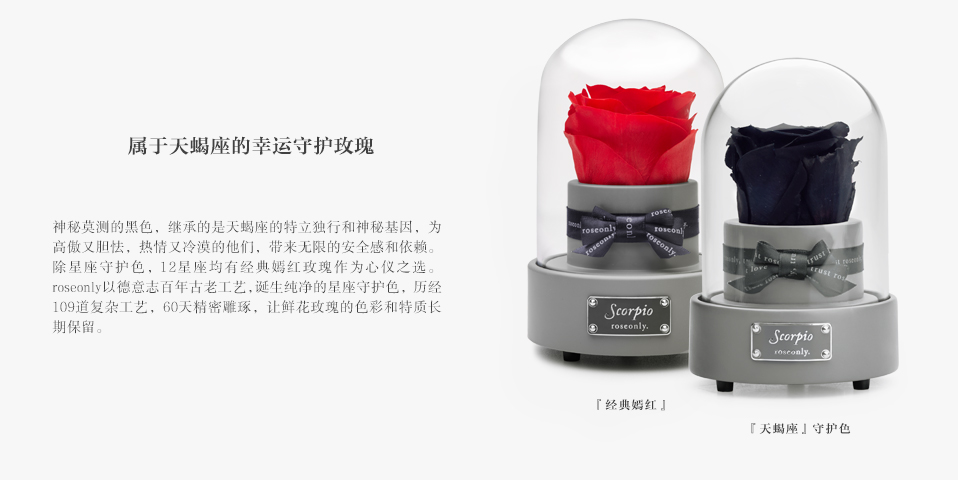 属于天蝎座的幸运守护玫瑰
神秘莫测的黑色，继承的是天蝎座的特立独行和神秘基因，为
高傲又胆怯，热情又冷漠的他们，带来无限的安全感和依赖。
除星座守护色，12星座均有经典嫣红玫瑰作为心仪之选。
roseonly以德意志百年古老工艺，诞生纯净的星座守护色，历经
109道复杂工艺，60天精密雕琢，让鲜花玫瑰的色彩和特质长
期保留。
Scorpio
roseonly.
Scorpio
roseonly.
『经典嫣红』
『天蝎座』守护色